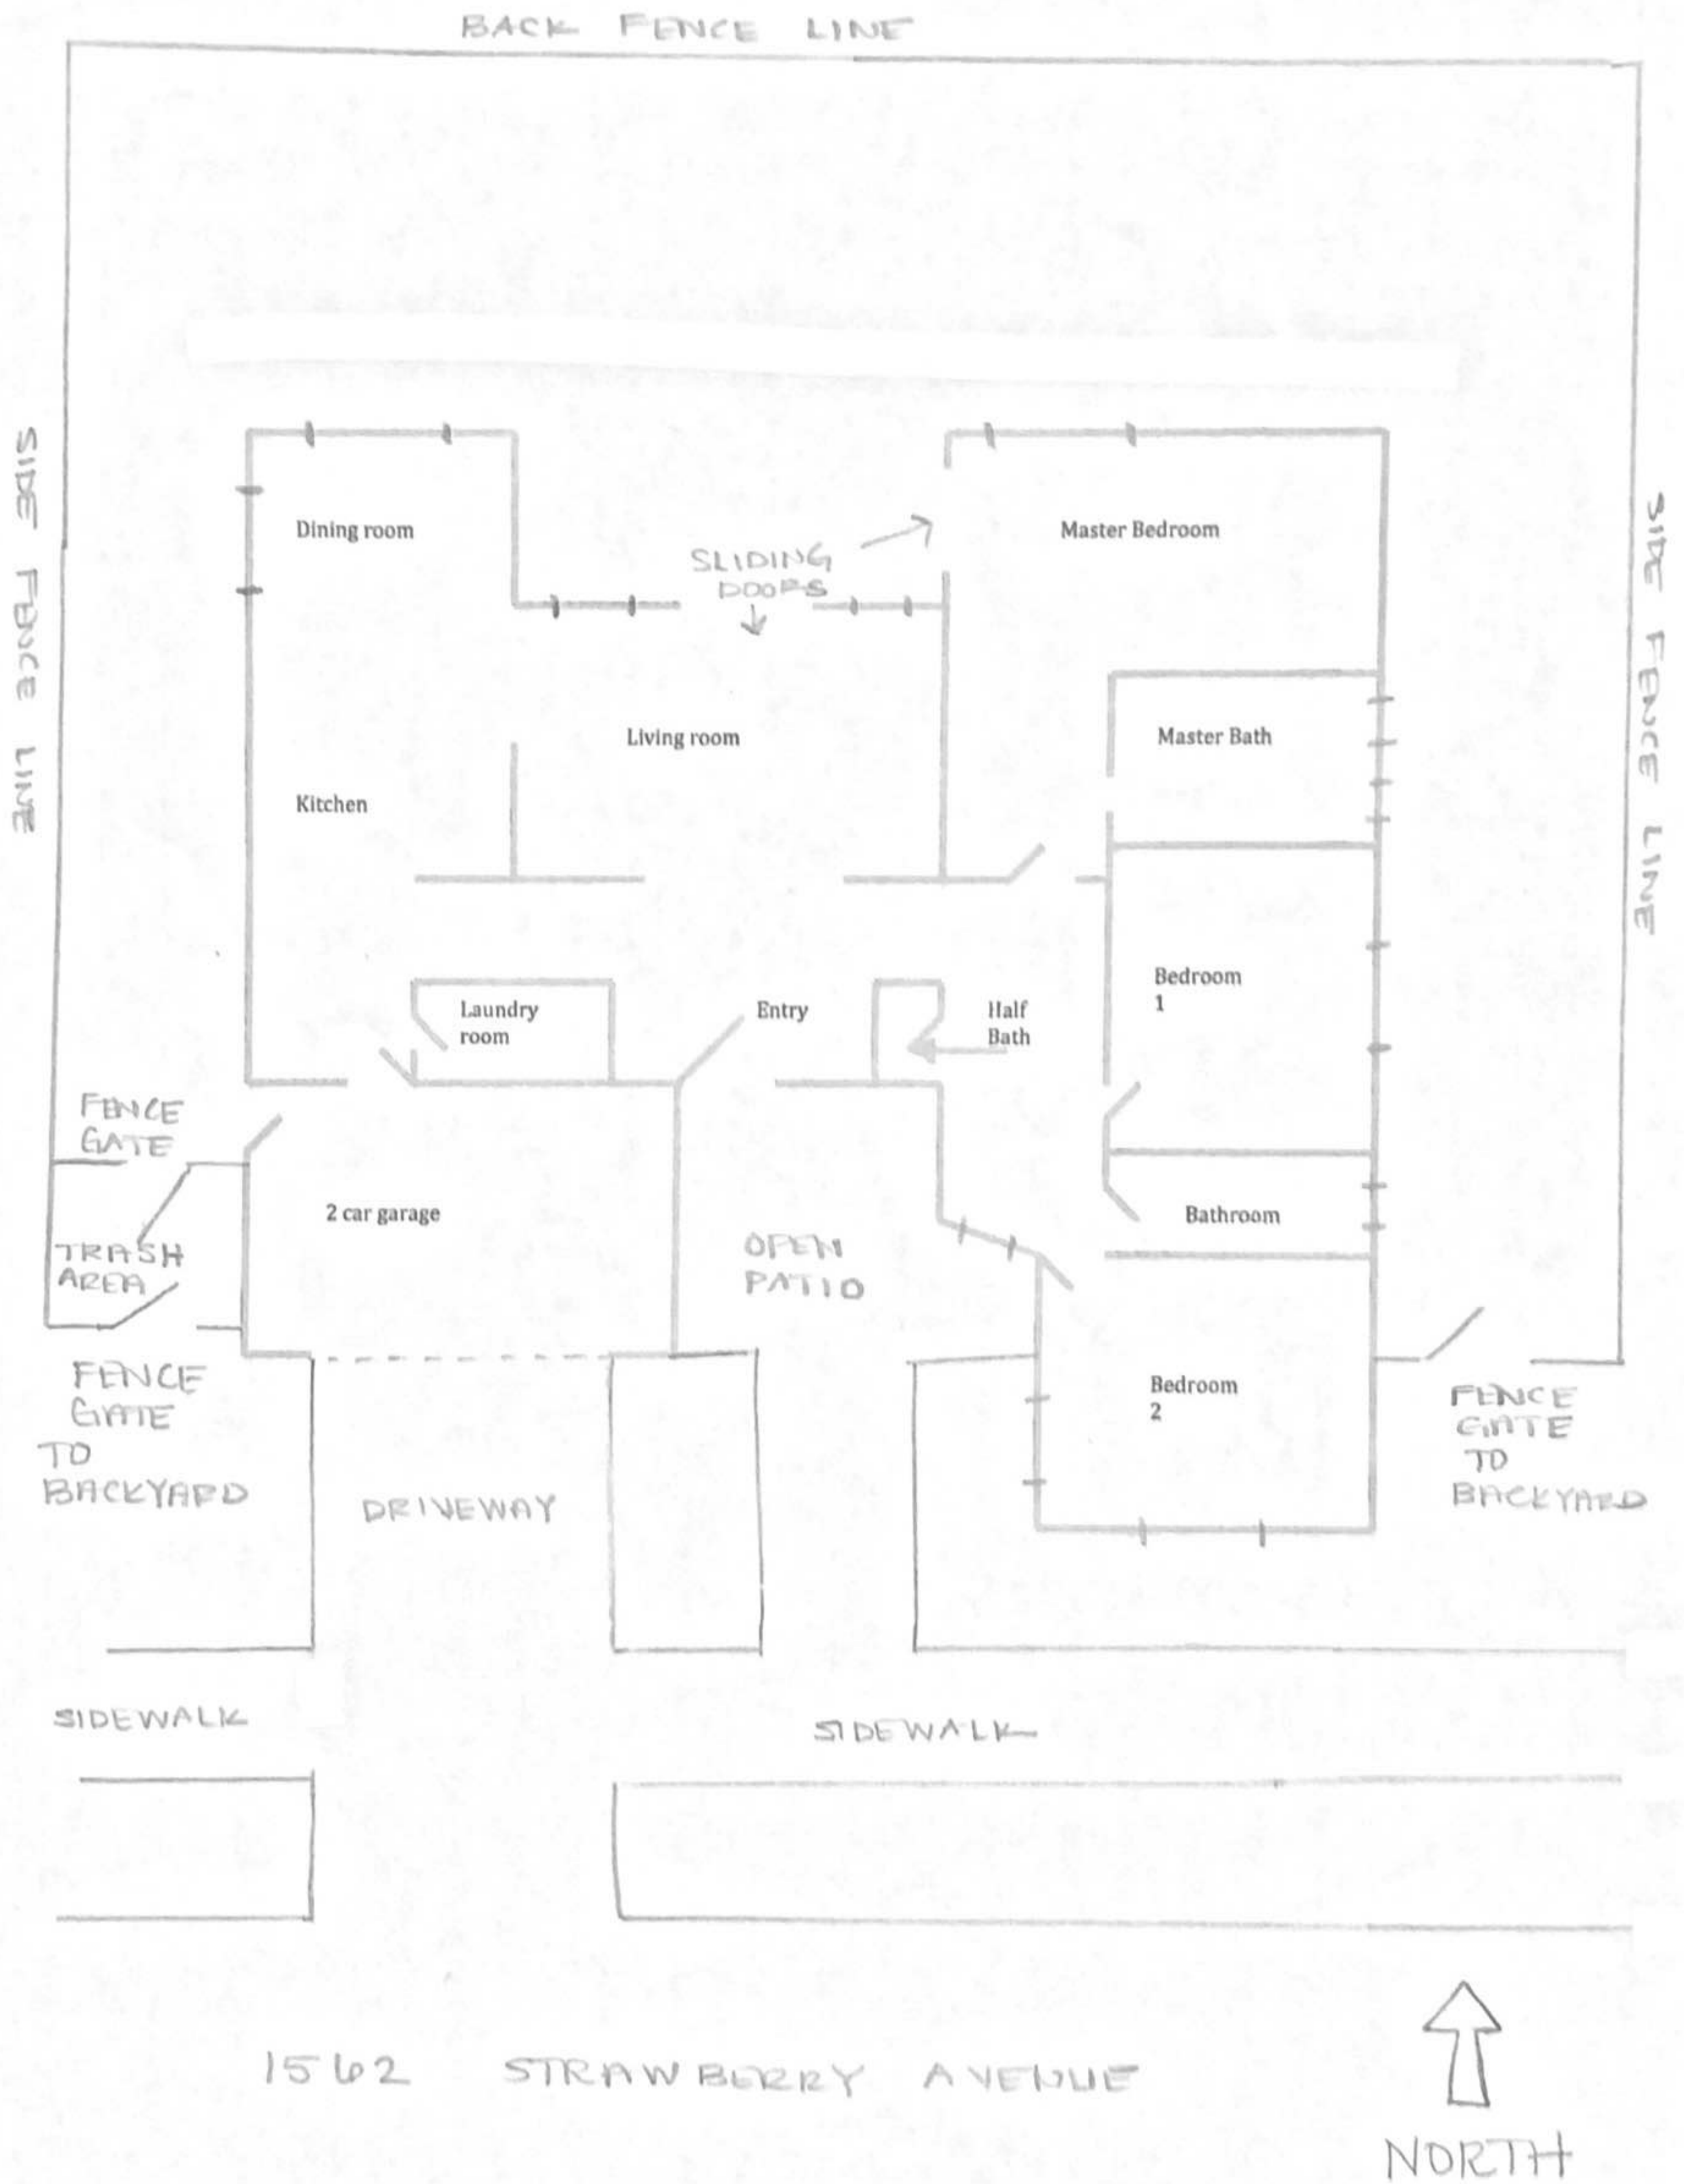 BACK FENCE LINE
SIDE FENCE LINE
SIDE FENCE LINE
Dining room
Master Bedroom
SLIDING
DOORS
Living room
Master Bath
Kitchen
Bedroom
1
Laundry
room
Entry
Half
Bath
FENCE
GATE
2 car garage
Bathroom
TRASH
AREA
OPEN
PATIO
FENCE
GATE
TO
BACKYARD
Bedroom
2
FENCE
GATE
TO
BACKYARD
DRIVEWAY
SIDEWALK
SIDEWALK
1562 STRAWBERRY AVENUE
NORTH